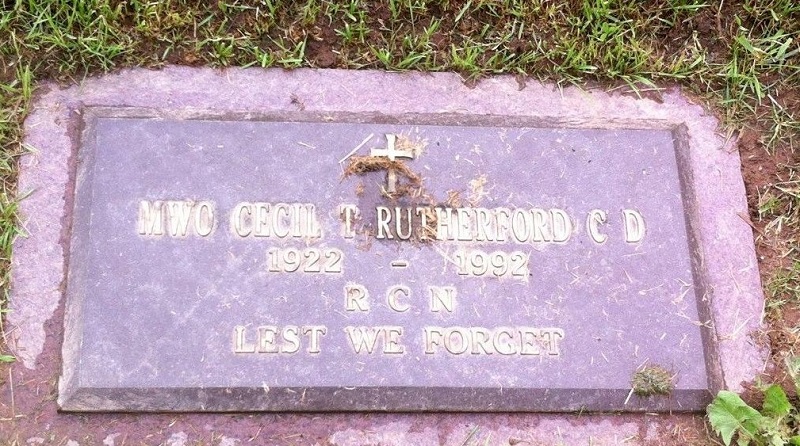 MWO CECIL T RUTHERFORD C D
1922 - 1992
R C N
LEST WE FORGET